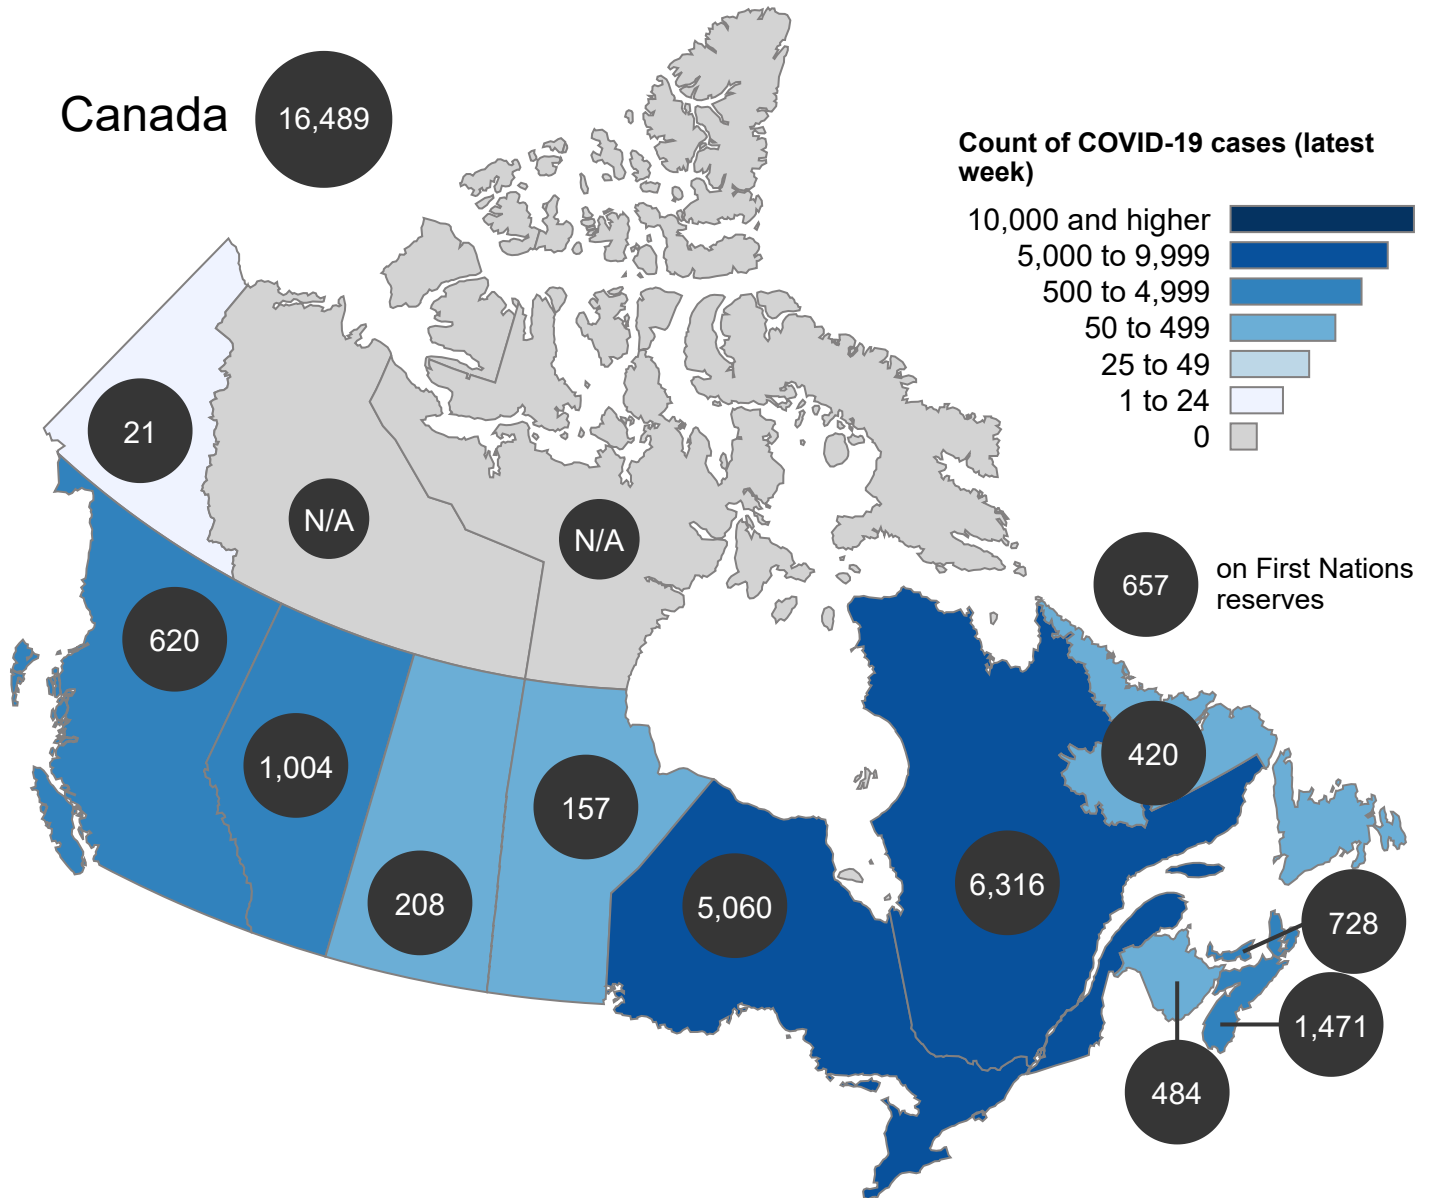 Canada
16,489
Count of COVID-19 cases (latest
week)
10,000 and higher
5,000 to 9,999
500 to 4,999
50 to 499
25 to 49
1 to 24
0
21
N/A
N/A
657
on First Nations
reserves
620
1,004
420
157
208
5,060
6,316
728
1,471
484